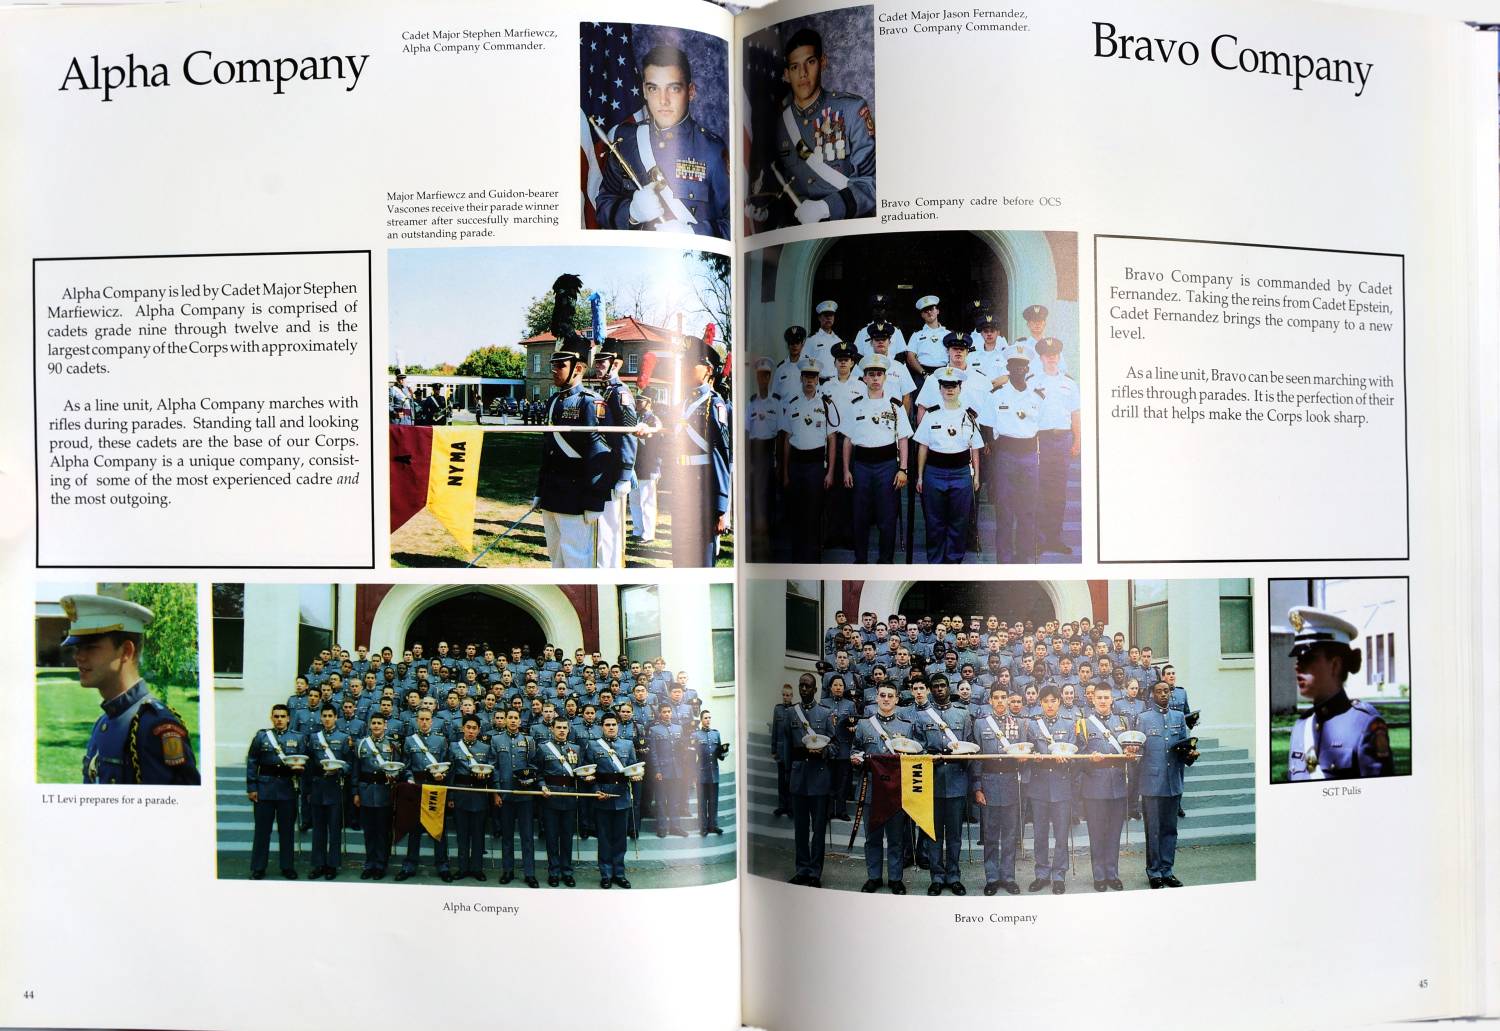 Alpha Company
Cadet Major Stephen Marfiewcz,
Alpha Company Commander.
Major Marfiewcz and Guidon-bearer
Vascones receive their parade winner
streamer after succesfully marching
an outstanding parade.
Alpha Company is led by Cadet Major Stephen
Marfiewicz. Alpha Company is comprised of
cadets grade nine through twelve and is the
largest company of the Corps with approximately
90 cadets.
As a line unit, Alpha Company marches with
rifles during parades. Standing tall and looking
proud, these cadets are the base of our Corps.
Alpha Company is a unique company, consist-
ing of some of the most experienced cadre and
the most outgoing.
A
NYMA
LT Levi prepares for a parade.
NYMA
Alpha Company
44
Cadet Major Jason Fernandez,
Bravo Company Commander.
Bravo Company
Bravo Company cadre before OCS
graduation.
Bravo Company is commanded by Cadet
Fernandez. Taking the reins from Cadet Epstein,
Cadet Fernandez brings the company to a new
level.
As a line unit, Bravo can be seen marching with
rifles through parades. It is the perfection of their
drill that helps make the Corps look sharp.
B
NYMA
SGT Pulis
Bravo Company
45